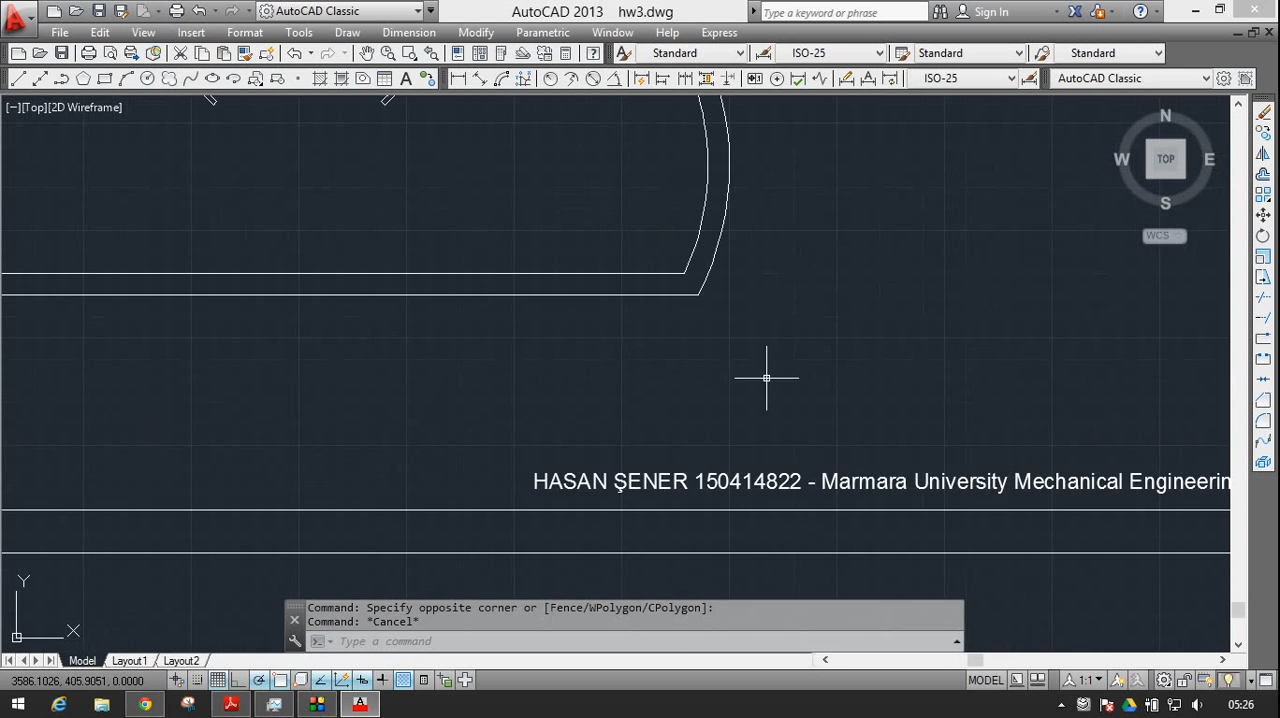 AutoCAD Classic
AutoCAD 2013 hw3.dwg
Type a keyword or phrase
Sign In
File Edit View Insert Format Tools Draw Dimension Modify Parametric Window Help Express
Standard ISO-25 Standard Standard
ISO-25 AutoCAD Classic
[−][Top][2D Wireframe]
N
W TOP E
S
WCS
HASAN ŞENER 150414822 - Marmara University Mechanical Engineerin
Y
X
Command: Specify opposite corner or [Fence/WPolygon/CPolygon]:
Command: *Cancel*
Type a command
Model Layout1 Layout2
3586.1026, 405.9051, 0.0000
MODEL
1:1
05:26